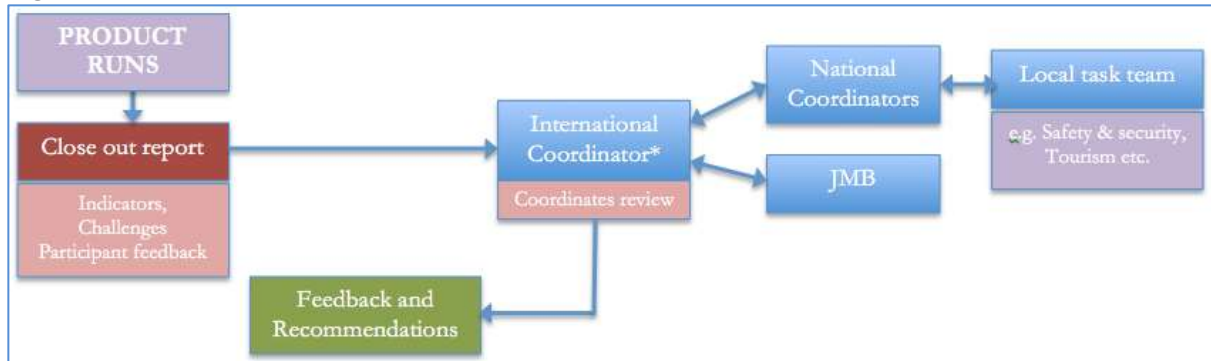 PRODUCT
RUNS
Close out report
Indicators,
Challenges
Participant feedback
International
Coordinator*
Coordinates review
Feedback and
Recommendations
National
Coordinators
JMB
Local task team
e.g. Safety & security,
Tourism etc.